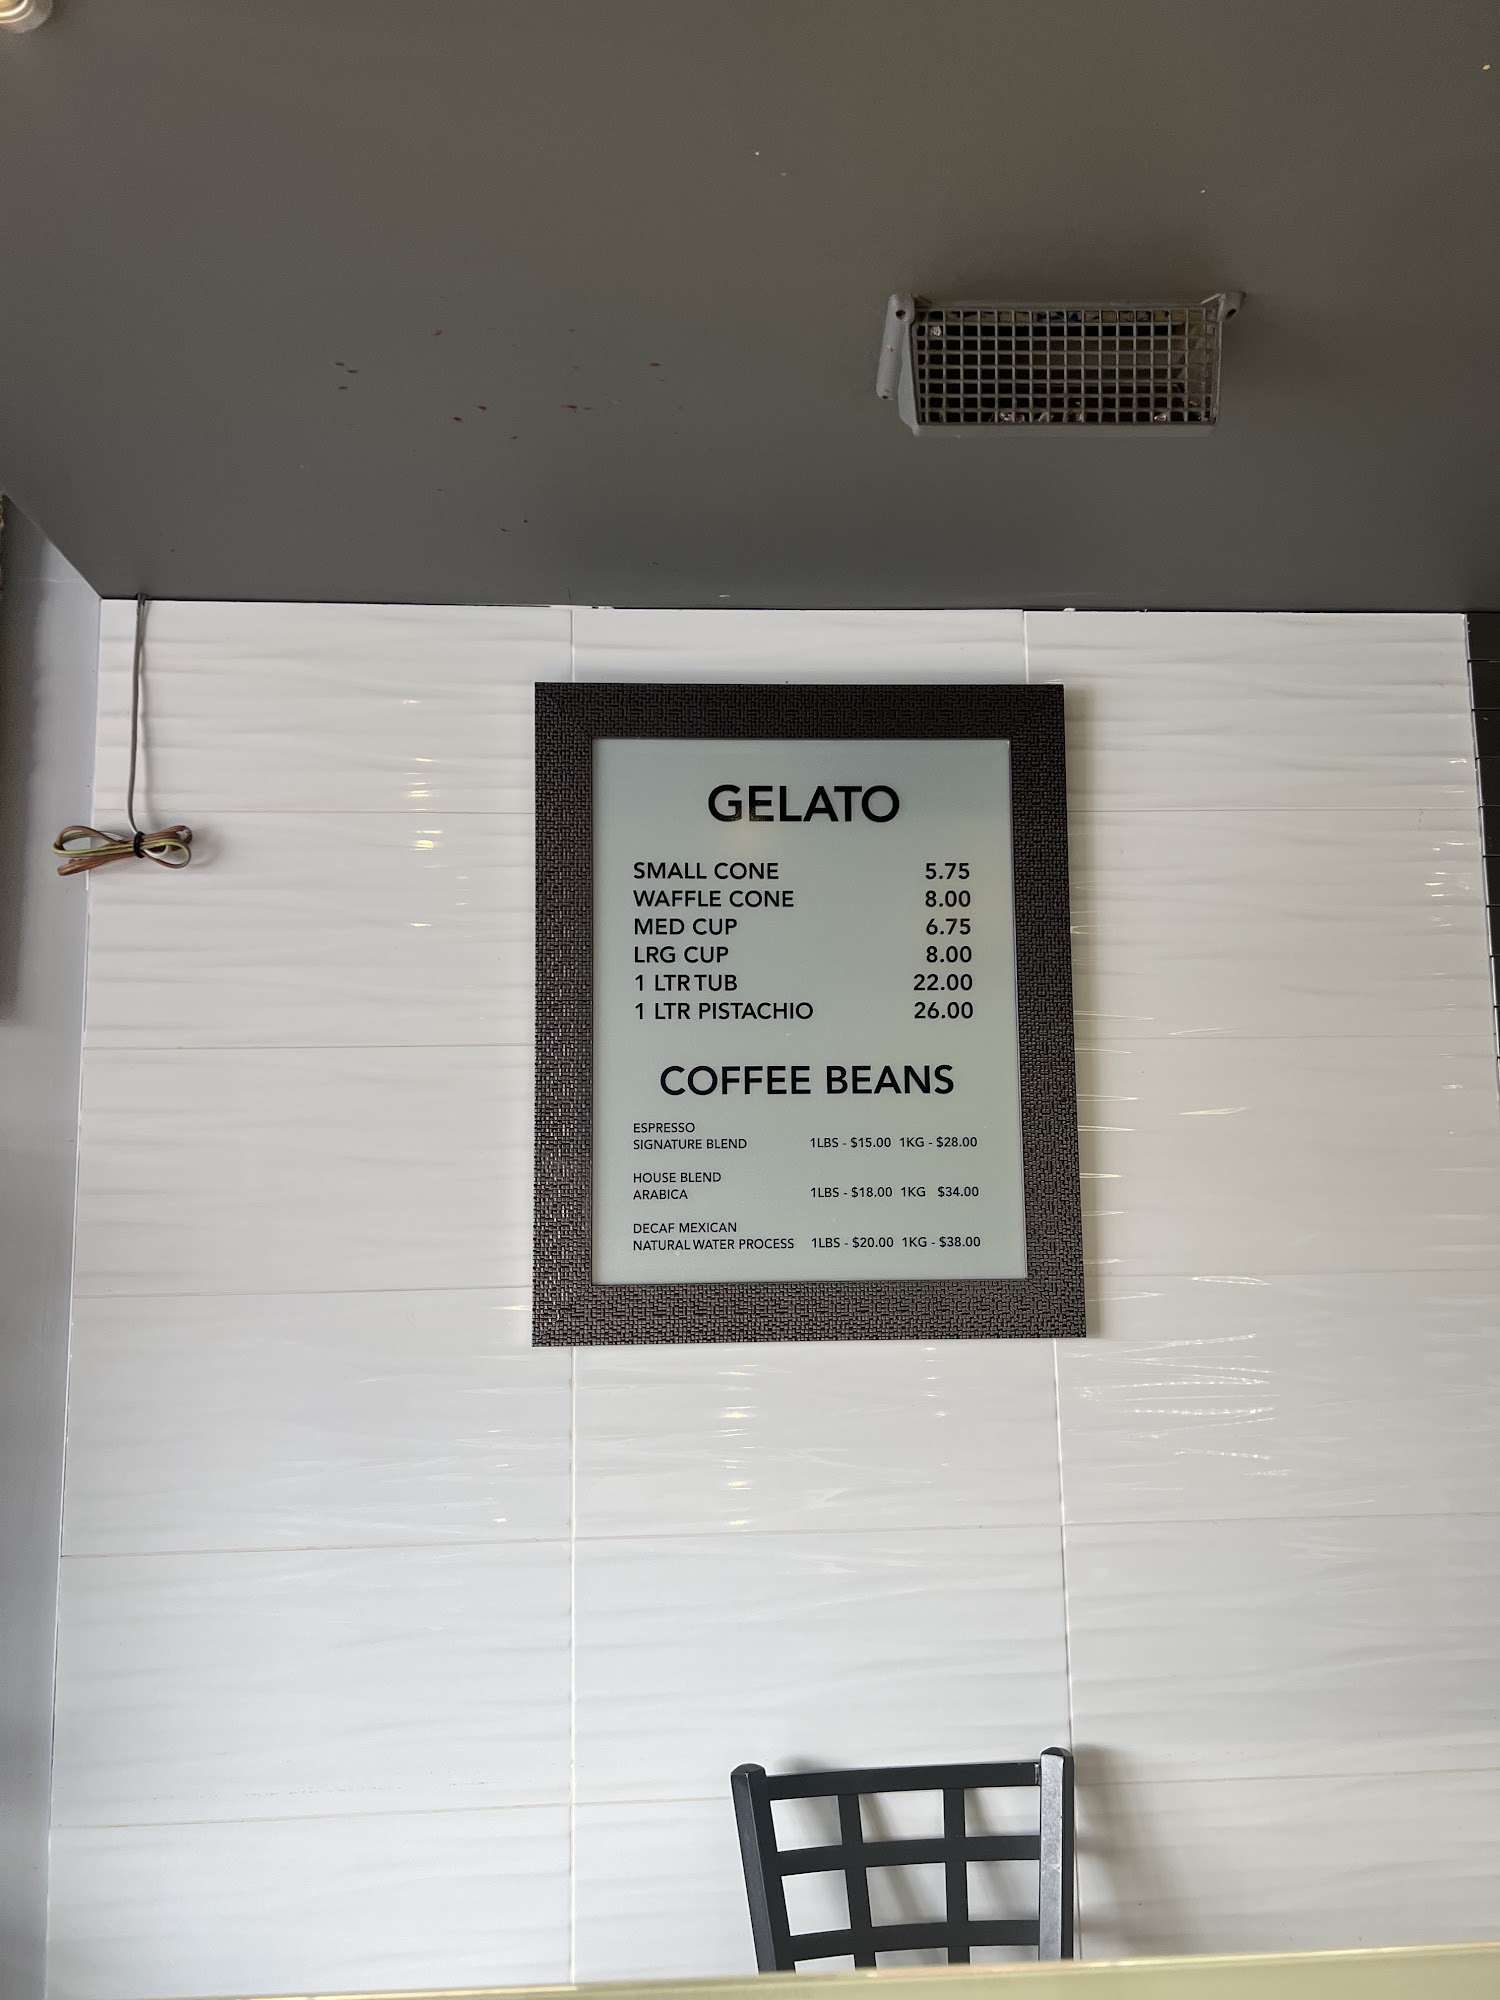 GELATO
SMALL CONE 5.75
WAFFLE CONE 8.00
MED CUP 6.75
LRG CUP 8.00
1 LTR TUB 22.00
1 LTR PISTACHIO 26.00
COFFEE BEANS
ESPRESSO
SIGNATURE BLEND 1LBS - $15.00 1KG - $28.00
HOUSE BLEND
ARABICA 1LBS - $18.00 1KG $34.00
DECAF MEXICAN
NATURAL WATER PROCESS 1LBS - $20.00 1KG - $38.00